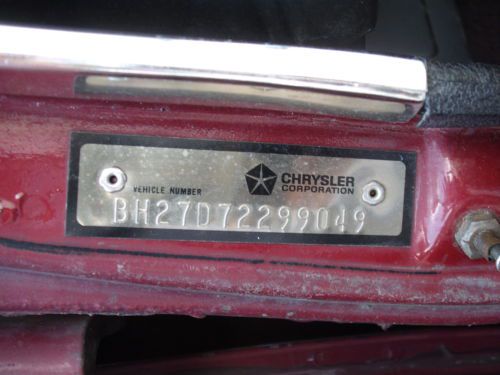 VEHICLE NUMBER
CHRYSLER
CORPORATION
BH27D72299049